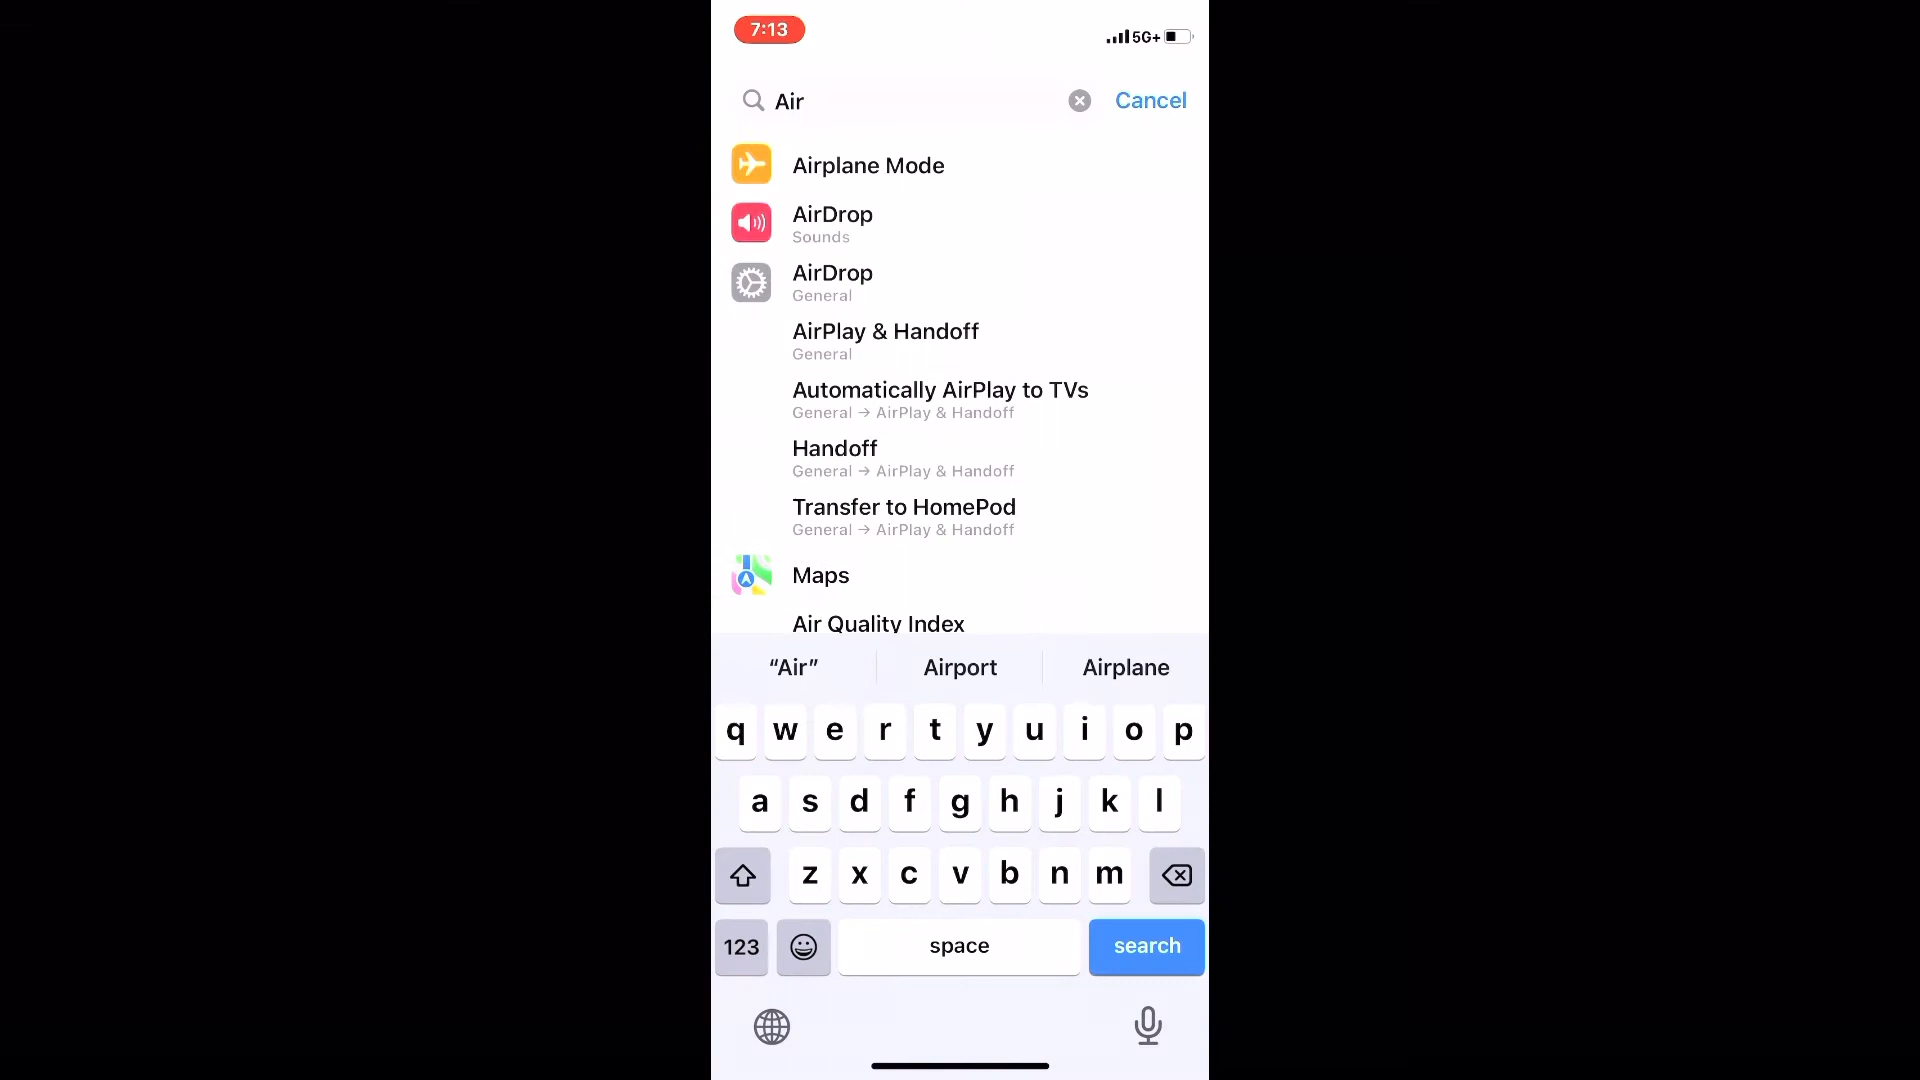 7:13
5G+
Air
Cancel
Airplane Mode
AirDrop
Sounds
AirDrop
General
AirPlay & Handoff
General
Automatically AirPlay to TVs
General → AirPlay & Handoff
Handoff
General → AirPlay & Handoff
Transfer to HomePod
General → AirPlay & Handoff
Maps
Air Quality Index
“Air” Airport Airplane
q w e r t y u i o p
a s d f g h j k l
z x c v b n m
123 space search